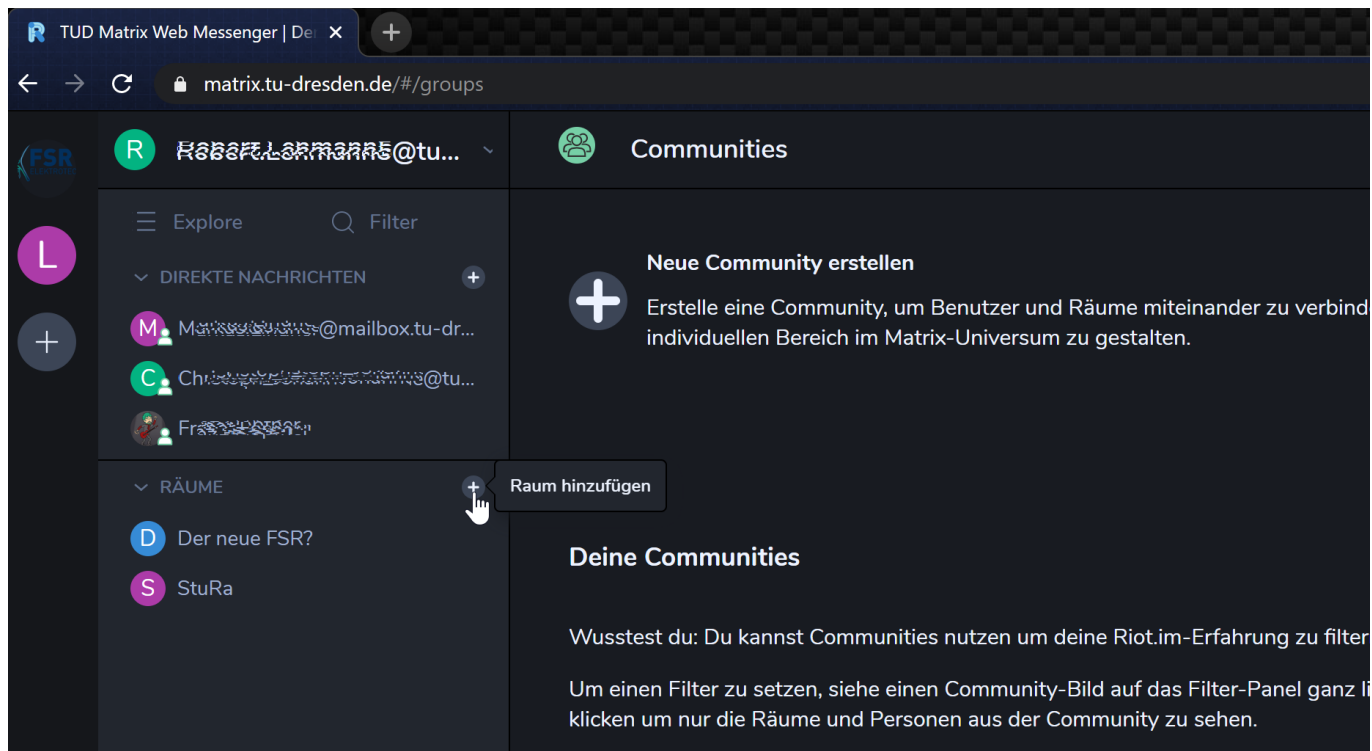 TUD Matrix Web Messenger | De
matrix.tu-dresden.de/#/groups
FSR
R
@tu...
Communities
Explore
Filter
L
DIREKTE NACHRICHTEN
M
@mailbox.tu-dr...
C
@tu...
RÄUME
Raum hinzufügen
D
Der neue FSR?
S
StuRa
Neue Community erstellen
Erstelle eine Community, um Benutzer und Räume miteinander zu verbind
individuellen Bereich im Matrix-Universum zu gestalten.
Deine Communities
Wusstest du: Du kannst Communities nutzen um deine Riot.im-Erfahrung zu filter
Um einen Filter zu setzen, siehe einen Community-Bild auf das Filter-Panel ganz li
klicken um nur die Räume und Personen aus der Community zu sehen.